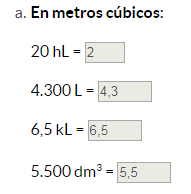 a. En metros cúbicos:
20 hL = 2
4.300 L = 4,3
6,5 kL = 6,5
5.500 dm³ = 5,5